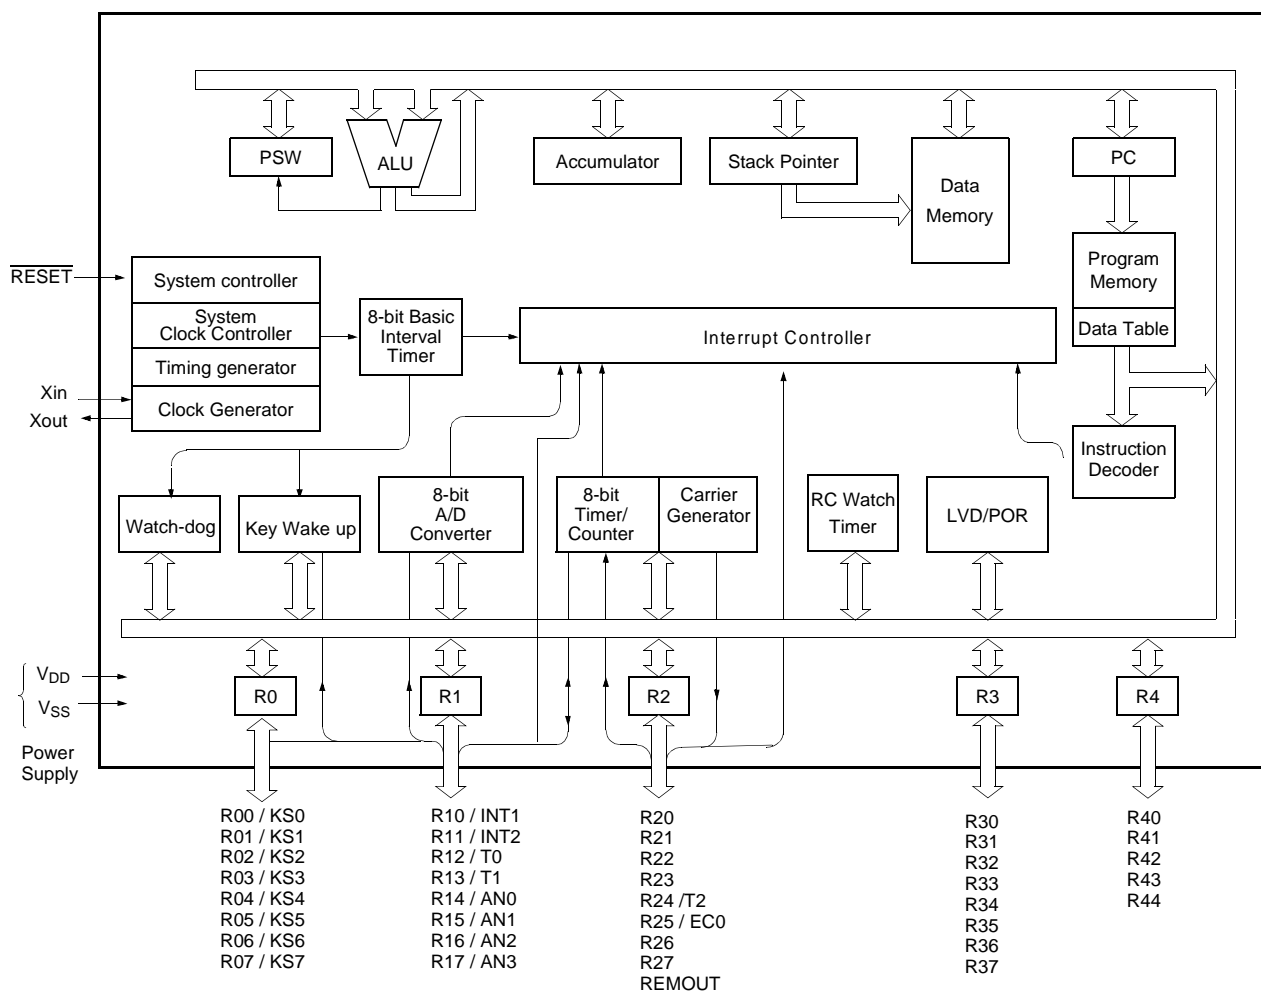 PSW
ALU
Accumulator
Stack Pointer
Data
Memory
PC
Program
Memory
Data Table
RESET
System controller
System
Clock Controller
Timing generator
Clock Generator
Xin
Xout
8-bit Basic
Interval
Timer
Interrupt Controller
Instruction
Decoder
Watch-dog
Key Wake up
8-bit
A/D
Converter
8-bit
Timer/
Counter
Carrier
Generator
RC Watch
Timer
LVD/POR
VDD
VSS
Power
Supply
R0
R1
R2
R3
R4
R00 / KS0
R01 / KS1
R02 / KS2
R03 / KS3
R04 / KS4
R05 / KS5
R06 / KS6
R07 / KS7
R10 / INT1
R11 / INT2
R12 / T0
R13 / T1
R14 / AN0
R15 / AN1
R16 / AN2
R17 / AN3
R20
R21
R22
R23
R24 /T2
R25 / EC0
R26
R27
REMOUT
R30
R31
R32
R33
R34
R35
R36
R37
R40
R41
R42
R43
R44